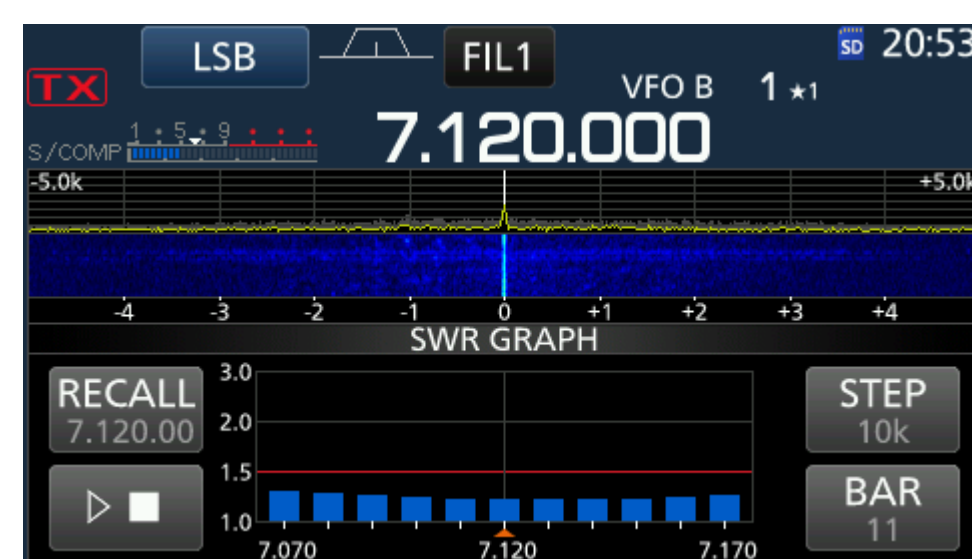 LSB FIL1 SD 20:53
TX VFO B 1 ★1
7.120.000
S/COMP 1 5 9
-5.0k +5.0k
-4 -3 -2 -1 0 +1 +2 +3 +4
SWR GRAPH
RECALL
7.120.00
3.0
2.0
1.5
1.0
7.070 7.120 7.170
STEP
10k
BAR
11